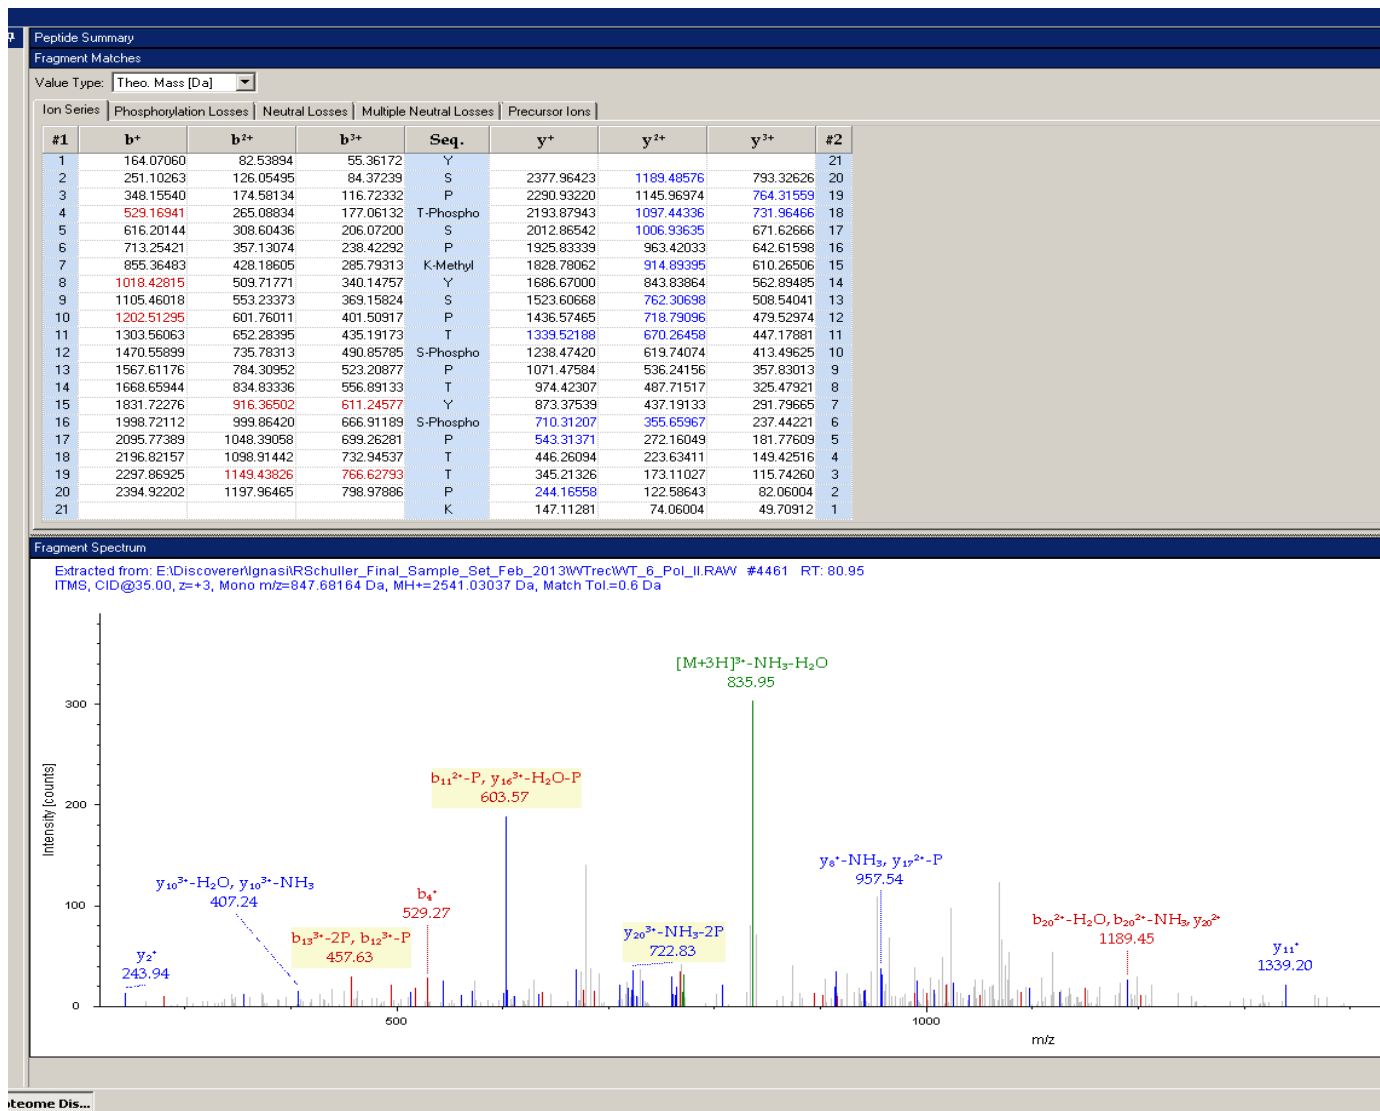 Peptide Summary
Fragment Matches
Value Type: Theo. Mass [Da]
Ion Series Phosphorylation Losses Neutral Losses Multiple Neutral Losses Precursor Ions
#1 b⁺ b²⁺ b³⁺ Seq. y⁺ y²⁺ y³⁺ #2
1 164.07060 82.53894 55.36172 Y 21
2 251.10263 126.05495 84.37239 S 2377.96423 1189.48576 793.32626 20
3 348.15540 174.58134 116.72332 P 2290.93220 1145.96974 764.31559 19
4 529.16941 265.08834 177.06132 T-Phospho 2193.87943 1097.44336 731.96466 18
5 616.20144 308.60436 206.07200 S 2012.86542 1006.93635 671.62666 17
6 713.25421 357.13074 238.42292 P 1925.83339 963.42033 642.61598 16
7 855.36483 428.18605 285.79313 K-Methyl 1828.78062 914.89395 610.26506 15
8 1018.42815 509.71771 340.14757 Y 1686.67000 843.83864 562.89485 14
9 1105.46018 553.23373 369.15824 S 1523.60668 762.30698 508.54041 13
10 1202.51295 601.76011 401.50917 P 1436.57465 718.79096 479.52974 12
11 1303.56063 652.28395 435.19173 T 1339.52188 670.26458 447.17881 11
12 1470.55899 735.78313 490.85785 S-Phospho 1238.47420 619.74074 413.49625 10
13 1567.61176 784.30952 523.20877 P 1071.47584 536.24156 357.83013 9
14 1668.65944 834.83336 556.89133 T 974.42307 487.71517 325.47921 8
15 1831.72276 916.36502 611.24577 Y 873.37539 437.19133 291.79665 7
16 1998.72112 999.86420 666.91189 S-Phospho 710.31207 355.65967 237.44221 6
17 2095.77389 1048.39058 699.26281 P 543.31371 272.16049 181.77609 5
18 2196.82157 1098.91442 732.94537 T 446.26094 223.63411 149.42516 4
19 2297.86925 1149.43826 766.62793 T 345.21326 173.11027 115.74260 3
20 2394.92202 1197.96465 798.97886 P 244.16558 122.58643 82.06004 2
21 K 147.11281 74.06004 49.70912 1
Fragment Spectrum
Extracted from: E:\Discoverer\Ignasi\RSchuller_Final_Sample_Set_Feb_2013\WTrec\WT_6_Pol_II.RAW #4461 RT: 80.95
ITMS, CID@35.00, z=+3, Mono m/z=847.68164 Da, MH+=2541.03037 Da, Match Tol.=0.6 Da
[M+3H]³⁺-NH₃-H₂O
835.95
300
b₁₁²⁺-P, y₁₆³⁺-H₂O-P
603.57
200
Intensity [counts]
y₈⁺-NH₃, y₁₇²⁺-P
957.54
y₁₀³⁺-H₂O, y₁₀³⁺-NH₃
407.24
b₄⁺
529.27
100
b₂₀²⁺-H₂O, b₂₀²⁺-NH₃, y₂₀²⁺
1189.45
b₁₃³⁺-2P, b₁₂³⁺-P
457.63
y₂₀³⁺-NH₃-2P
722.83
y₂⁺
243.94
y₁₁⁺
1339.20
0
500 1000
m/z
oteome Dis...